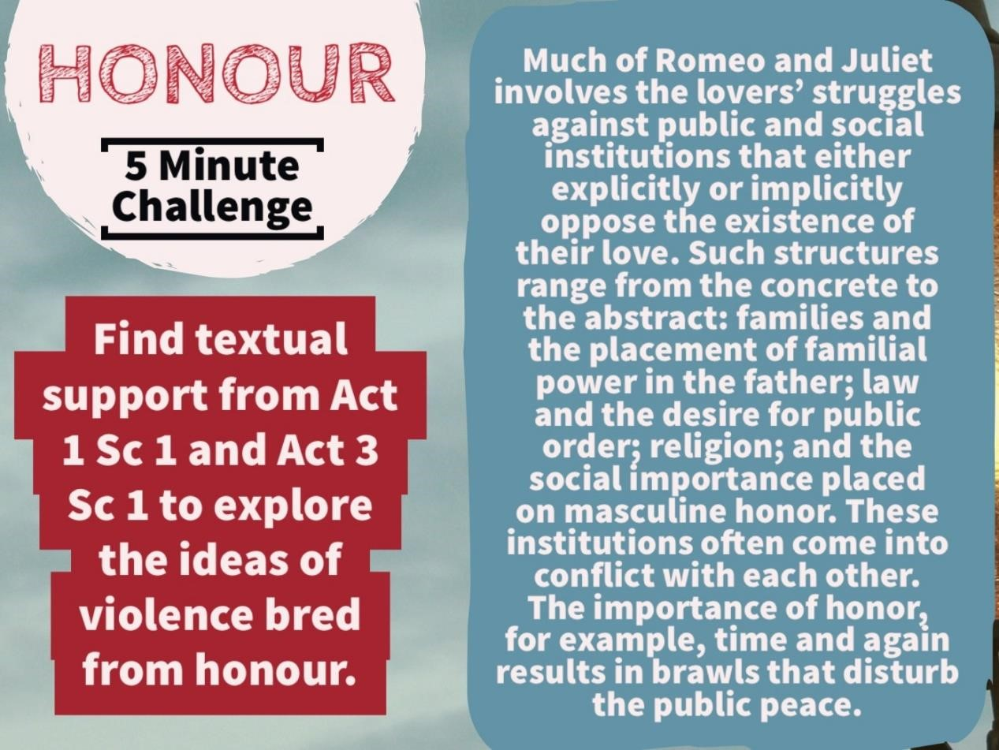 HONOUR
5 Minute
Challenge
Find textual
support from Act
1 Sc 1 and Act 3
Sc 1 to explore
the ideas of
violence bred
from honour.
Much of Romeo and Juliet
involves the lovers’ struggles
against public and social
institutions that either
explicitly or implicitly
oppose the existence of
their love. Such structures
range from the concrete to
the abstract: families and
the placement of familial
power in the father; law
and the desire for public
order; religion; and the
social importance placed
on masculine honor. These
institutions often come into
conflict with each other.
The importance of honor,
for example, time and again
results in brawls that disturb
the public peace.